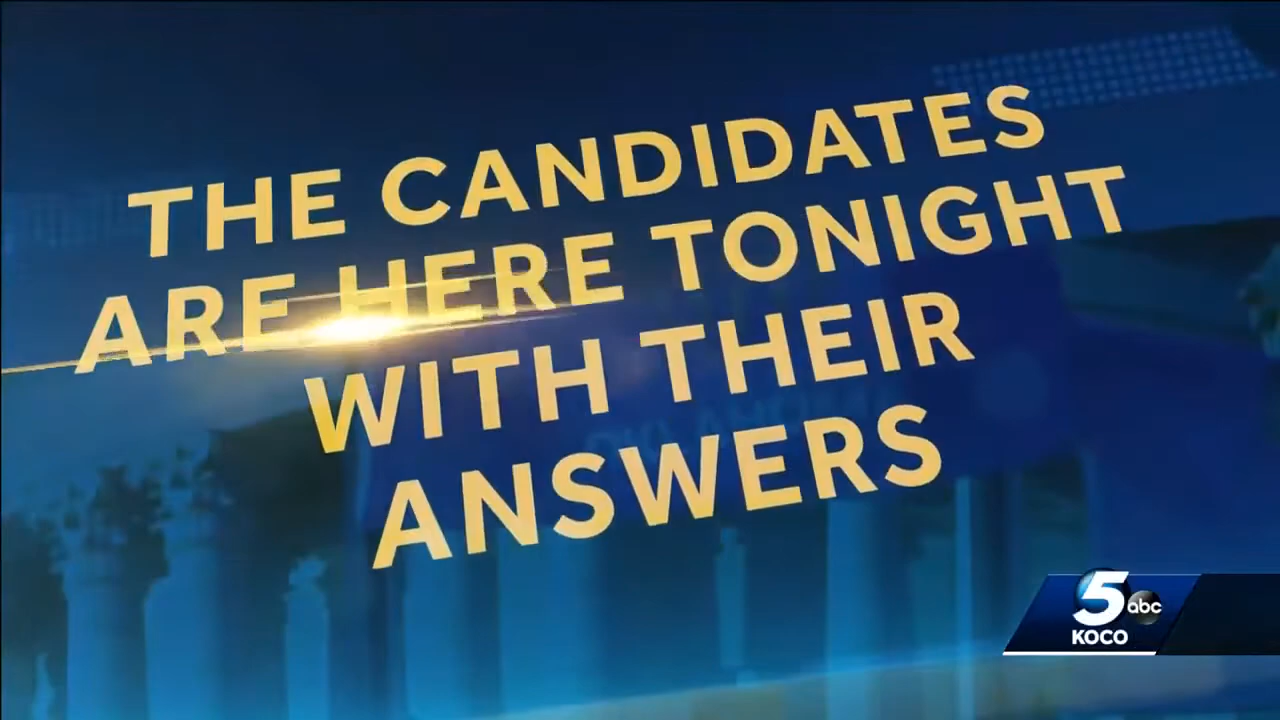 THE CANDIDATES
ARE HERE TONIGHT
WITH THEIR
ANSWERS
5 abc
KOCO